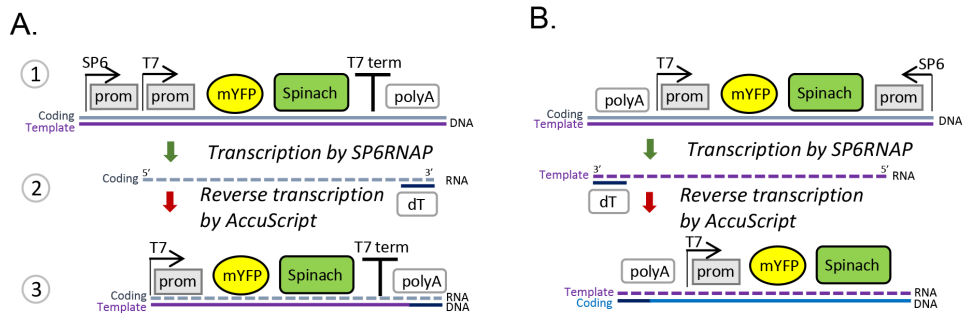 A.
1
SP6
T7
T7 term
prom
prom
mYFP
Spinach
polyA
Coding
Template
DNA
Transcription by SP6RNAP
2
Coding
5'
3'
RNA
dT
Reverse transcription
by AccuScript
3
T7
T7 term
prom
mYFP
Spinach
polyA
Coding
Template
RNA
DNA
B.
T7
SP6
polyA
prom
mYFP
Spinach
prom
Coding
Template
DNA
Transcription by SP6RNAP
Template
3'
5'
RNA
dT
Reverse transcription
by AccuScript
T7
polyA
prom
mYFP
Spinach
Template
Coding
RNA
DNA